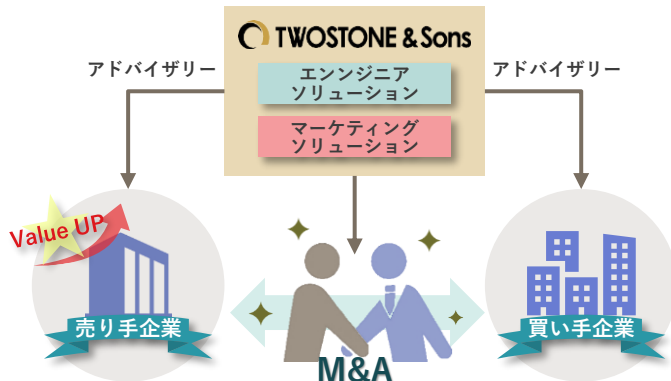 TWOSTONE & Sons
アドバイザリー
エンンジニア
ソリューション
アドバイザリー
マーケティング
ソリューション
Value UP
売り手企業
買い手企業
M&A